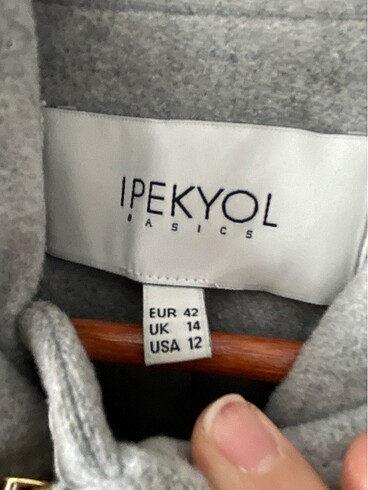 IPEKYOL
BASICS
EUR 42
UK 14
USA 12